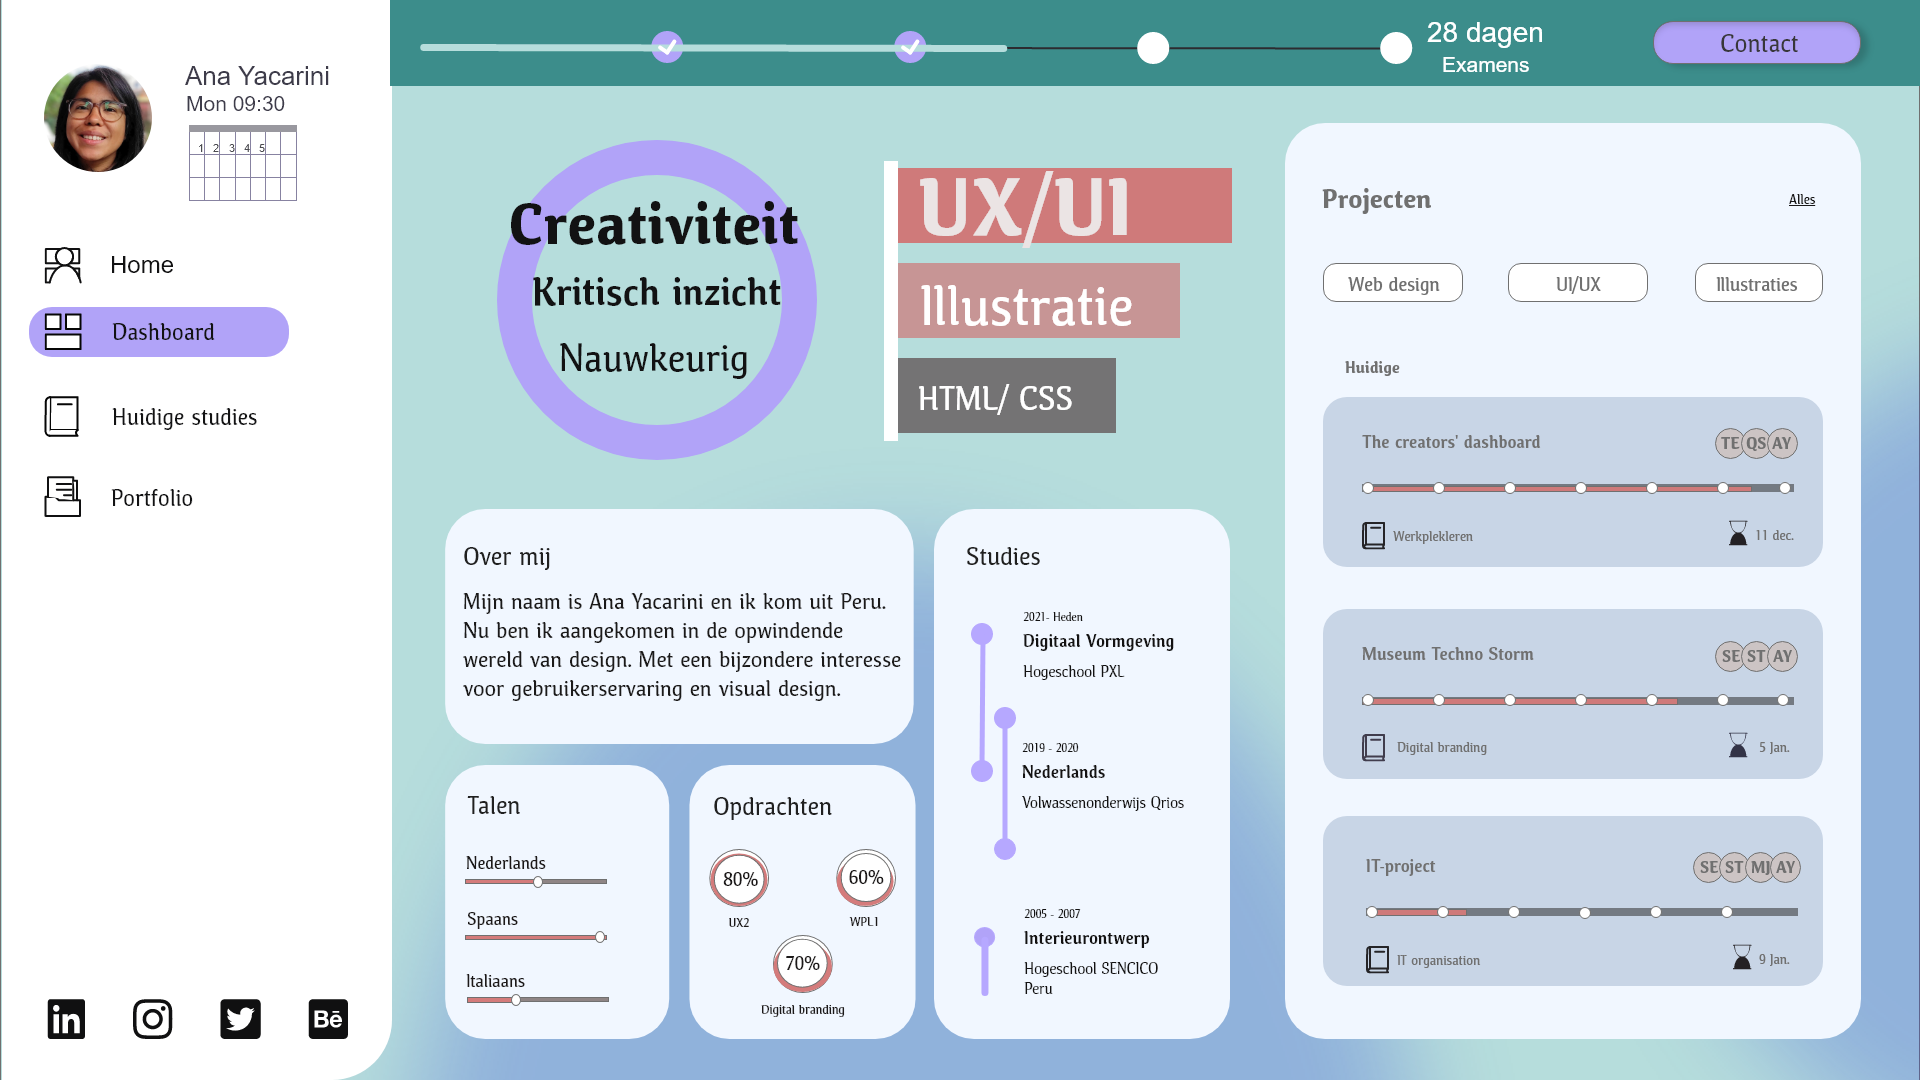 Ana Yacarini
Mon 09:30
1 2 3 4 5
Home
Dashboard
Huidige studies
Portfolio
in
Bē
28 dagen
Examens
Contact
Creativiteit
Kritisch inzicht
Nauwkeurig
UX/UI
Illustratie
HTML/ CSS
Over mij
Mijn naam is Ana Yacarini en ik kom uit Peru.
Nu ben ik aangekomen in de opwindende
wereld van design. Met een bijzondere interesse
voor gebruikerservaring en visual design.
Talen
Nederlands
Spaans
Italiaans
Opdrachten
80%
UX2
60%
WPL1
70%
Digital branding
Studies
2021- Heden
Digitaal Vormgeving
Hogeschool PXL
2019 - 2020
Nederlands
Volwassenonderwijs Qrios
2005 - 2007
Interieurontwerp
Hogeschool SENCICO
Peru
Projecten
Alles
Web design
UI/UX
Illustraties
Huidige
The creators' dashboard
TE QS AY
Werkplekleren
11 dec.
Museum Techno Storm
SE ST AY
Digital branding
5 Jan.
IT-project
SE ST MJ AY
IT organisation
9 Jan.